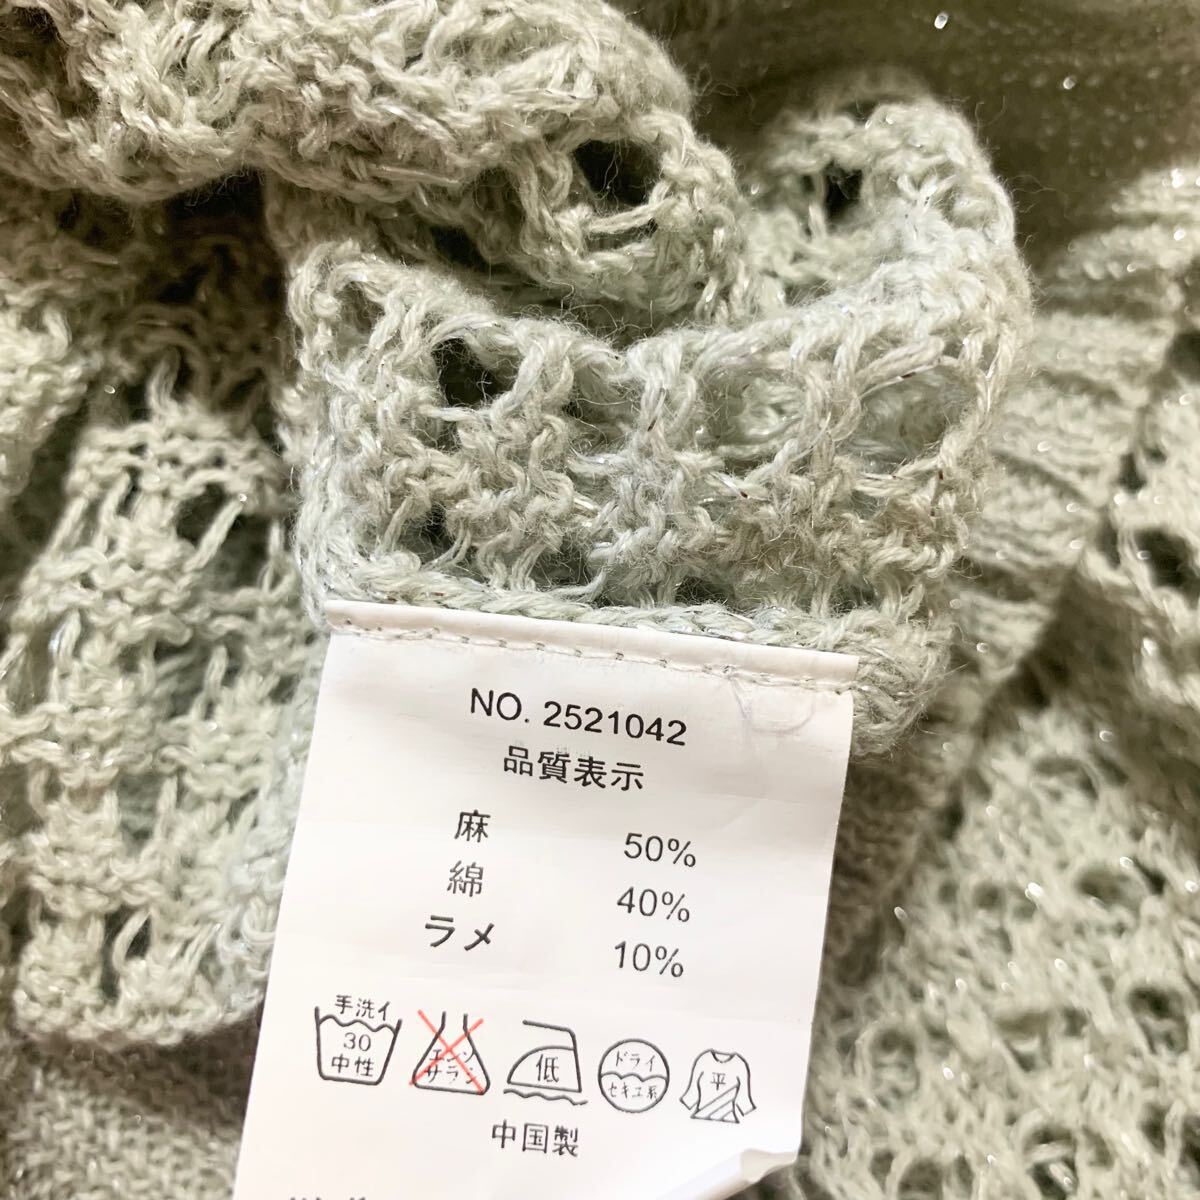 NO. 2521042
品質表示
麻 50%
綿 40%
ラメ 10%
手洗イ
30
中性
エンソ
サラシ
低
ドライ
セキユ系
平
中国製